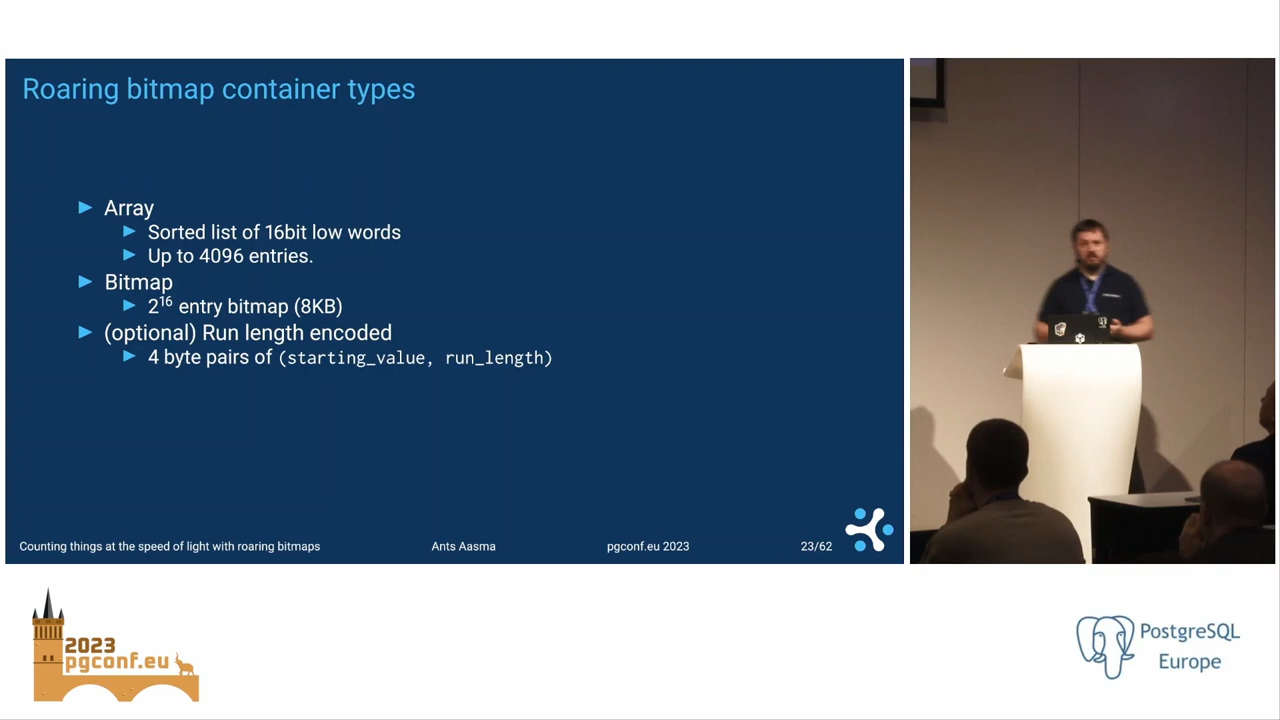 Roaring bitmap container types
Array
Sorted list of 16bit low words
Up to 4096 entries.
Bitmap
2¹⁶ entry bitmap (8KB)
(optional) Run length encoded
4 byte pairs of (starting_value, run_length)
Counting things at the speed of light with roaring bitmaps
Ants Aasma
pgconf.eu 2023
23/62
2023
pgconf.eu
PostgreSQL
Europe